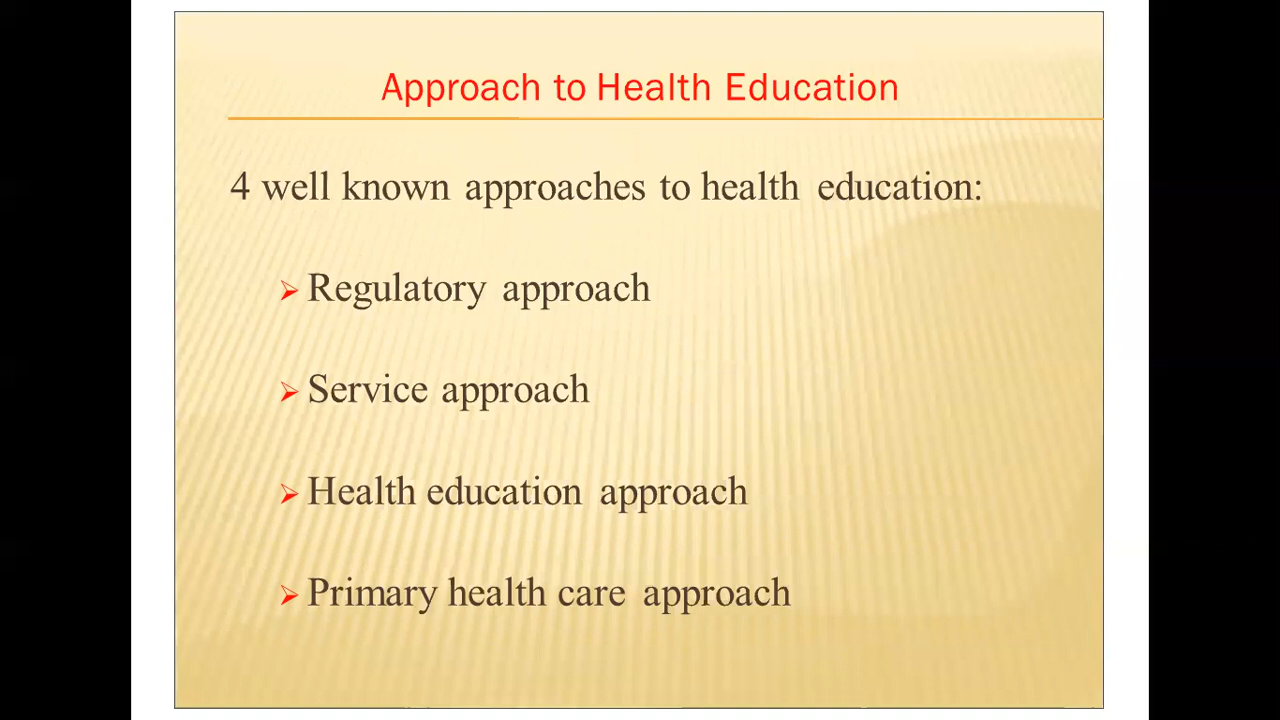 Approach to Health Education
4 well known approaches to health education:
Regulatory approach
Service approach
Health education approach
Primary health care approach